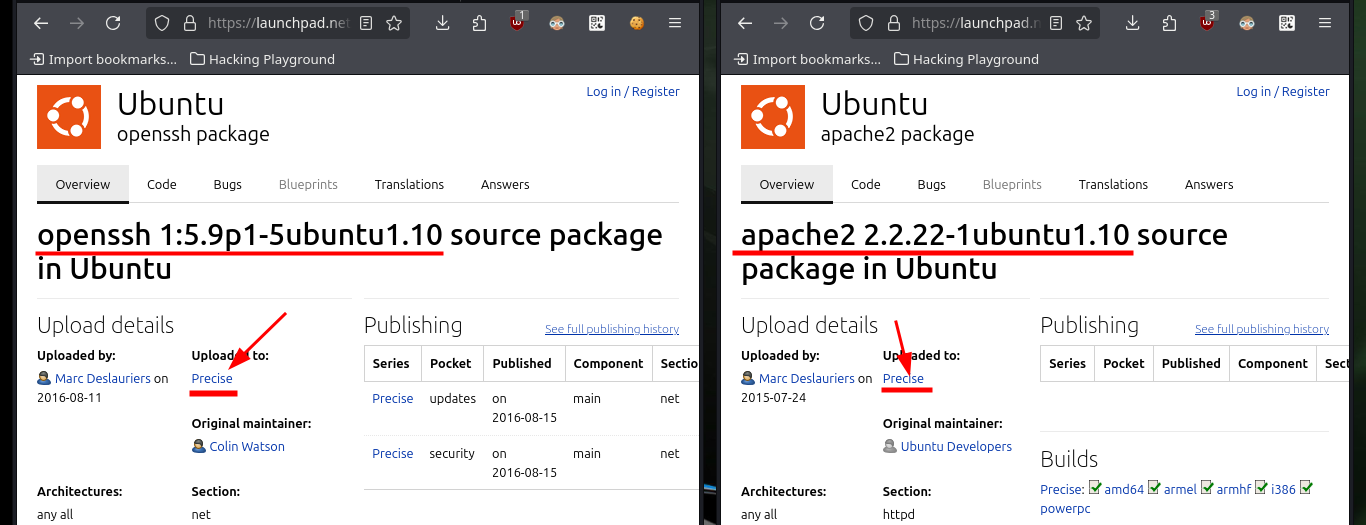 https://launchpad.net
1
Import bookmarks...
Hacking Playground
Ubuntu
openssh package
Log in / Register
Overview
Code
Bugs
Blueprints
Translations
Answers
openssh 1:5.9p1-5ubuntu1.10 source package
in Ubuntu
Upload details
Uploaded by:
Marc Deslauriers on
2016-08-11
Uploaded to:
Precise
Original maintainer:
Colin Watson
Architectures:
any all
Section:
net
Publishing
See full publishing history
Series Pocket Published Component Sectio
Precise updates on 2016-08-15 main net
Precise security on 2016-08-15 main net
https://launchpad.n
3
Import bookmarks...
Hacking Playground
Ubuntu
apache2 package
Log in / Register
Overview
Code
Bugs
Blueprints
Translations
Answers
apache2 2.2.22-1ubuntu1.10 source
package in Ubuntu
Upload details
Uploaded by:
Marc Deslauriers on
2015-07-24
Uploaded to:
Precise
Original maintainer:
Ubuntu Developers
Architectures:
any all
Section:
httpd
Publishing
See full publishing history
Series Pocket Published Component Sect
Builds
Precise: amd64 armel armhf i386
powerpc